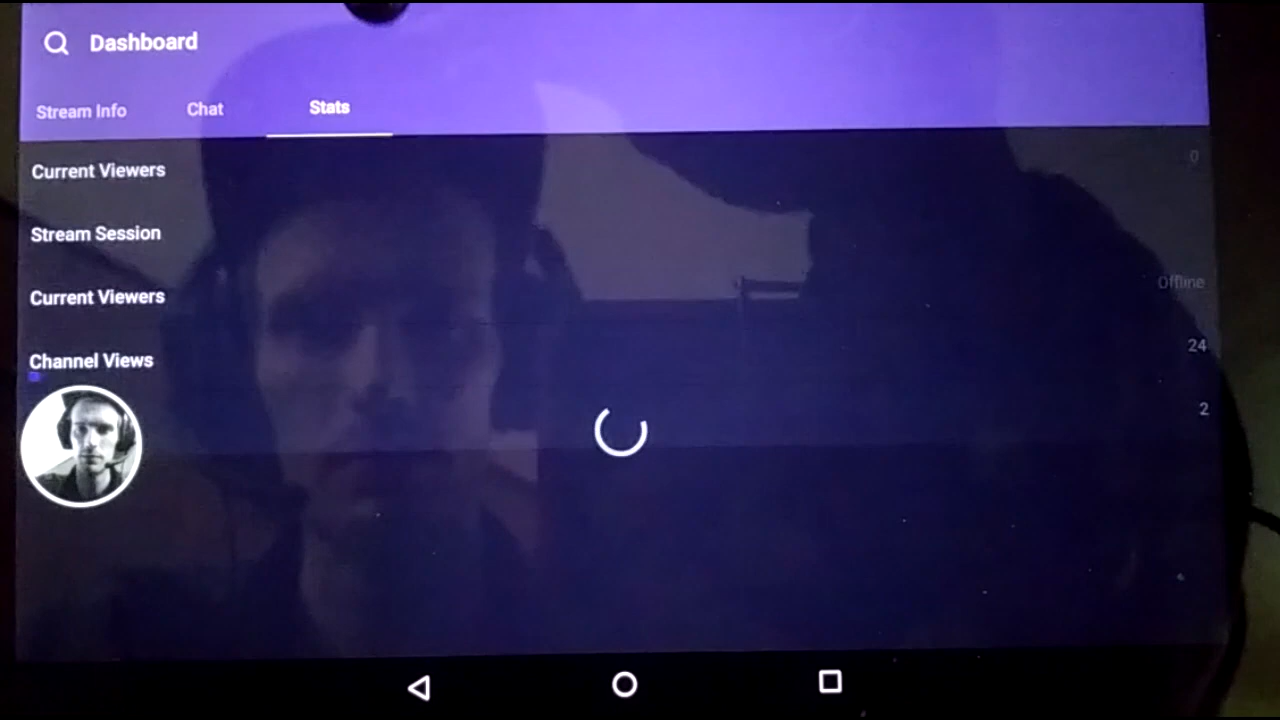 Dashboard
Stream Info Chat Stats
Current Viewers 0
Stream Session
Current Viewers Offline
Channel Views 24
2